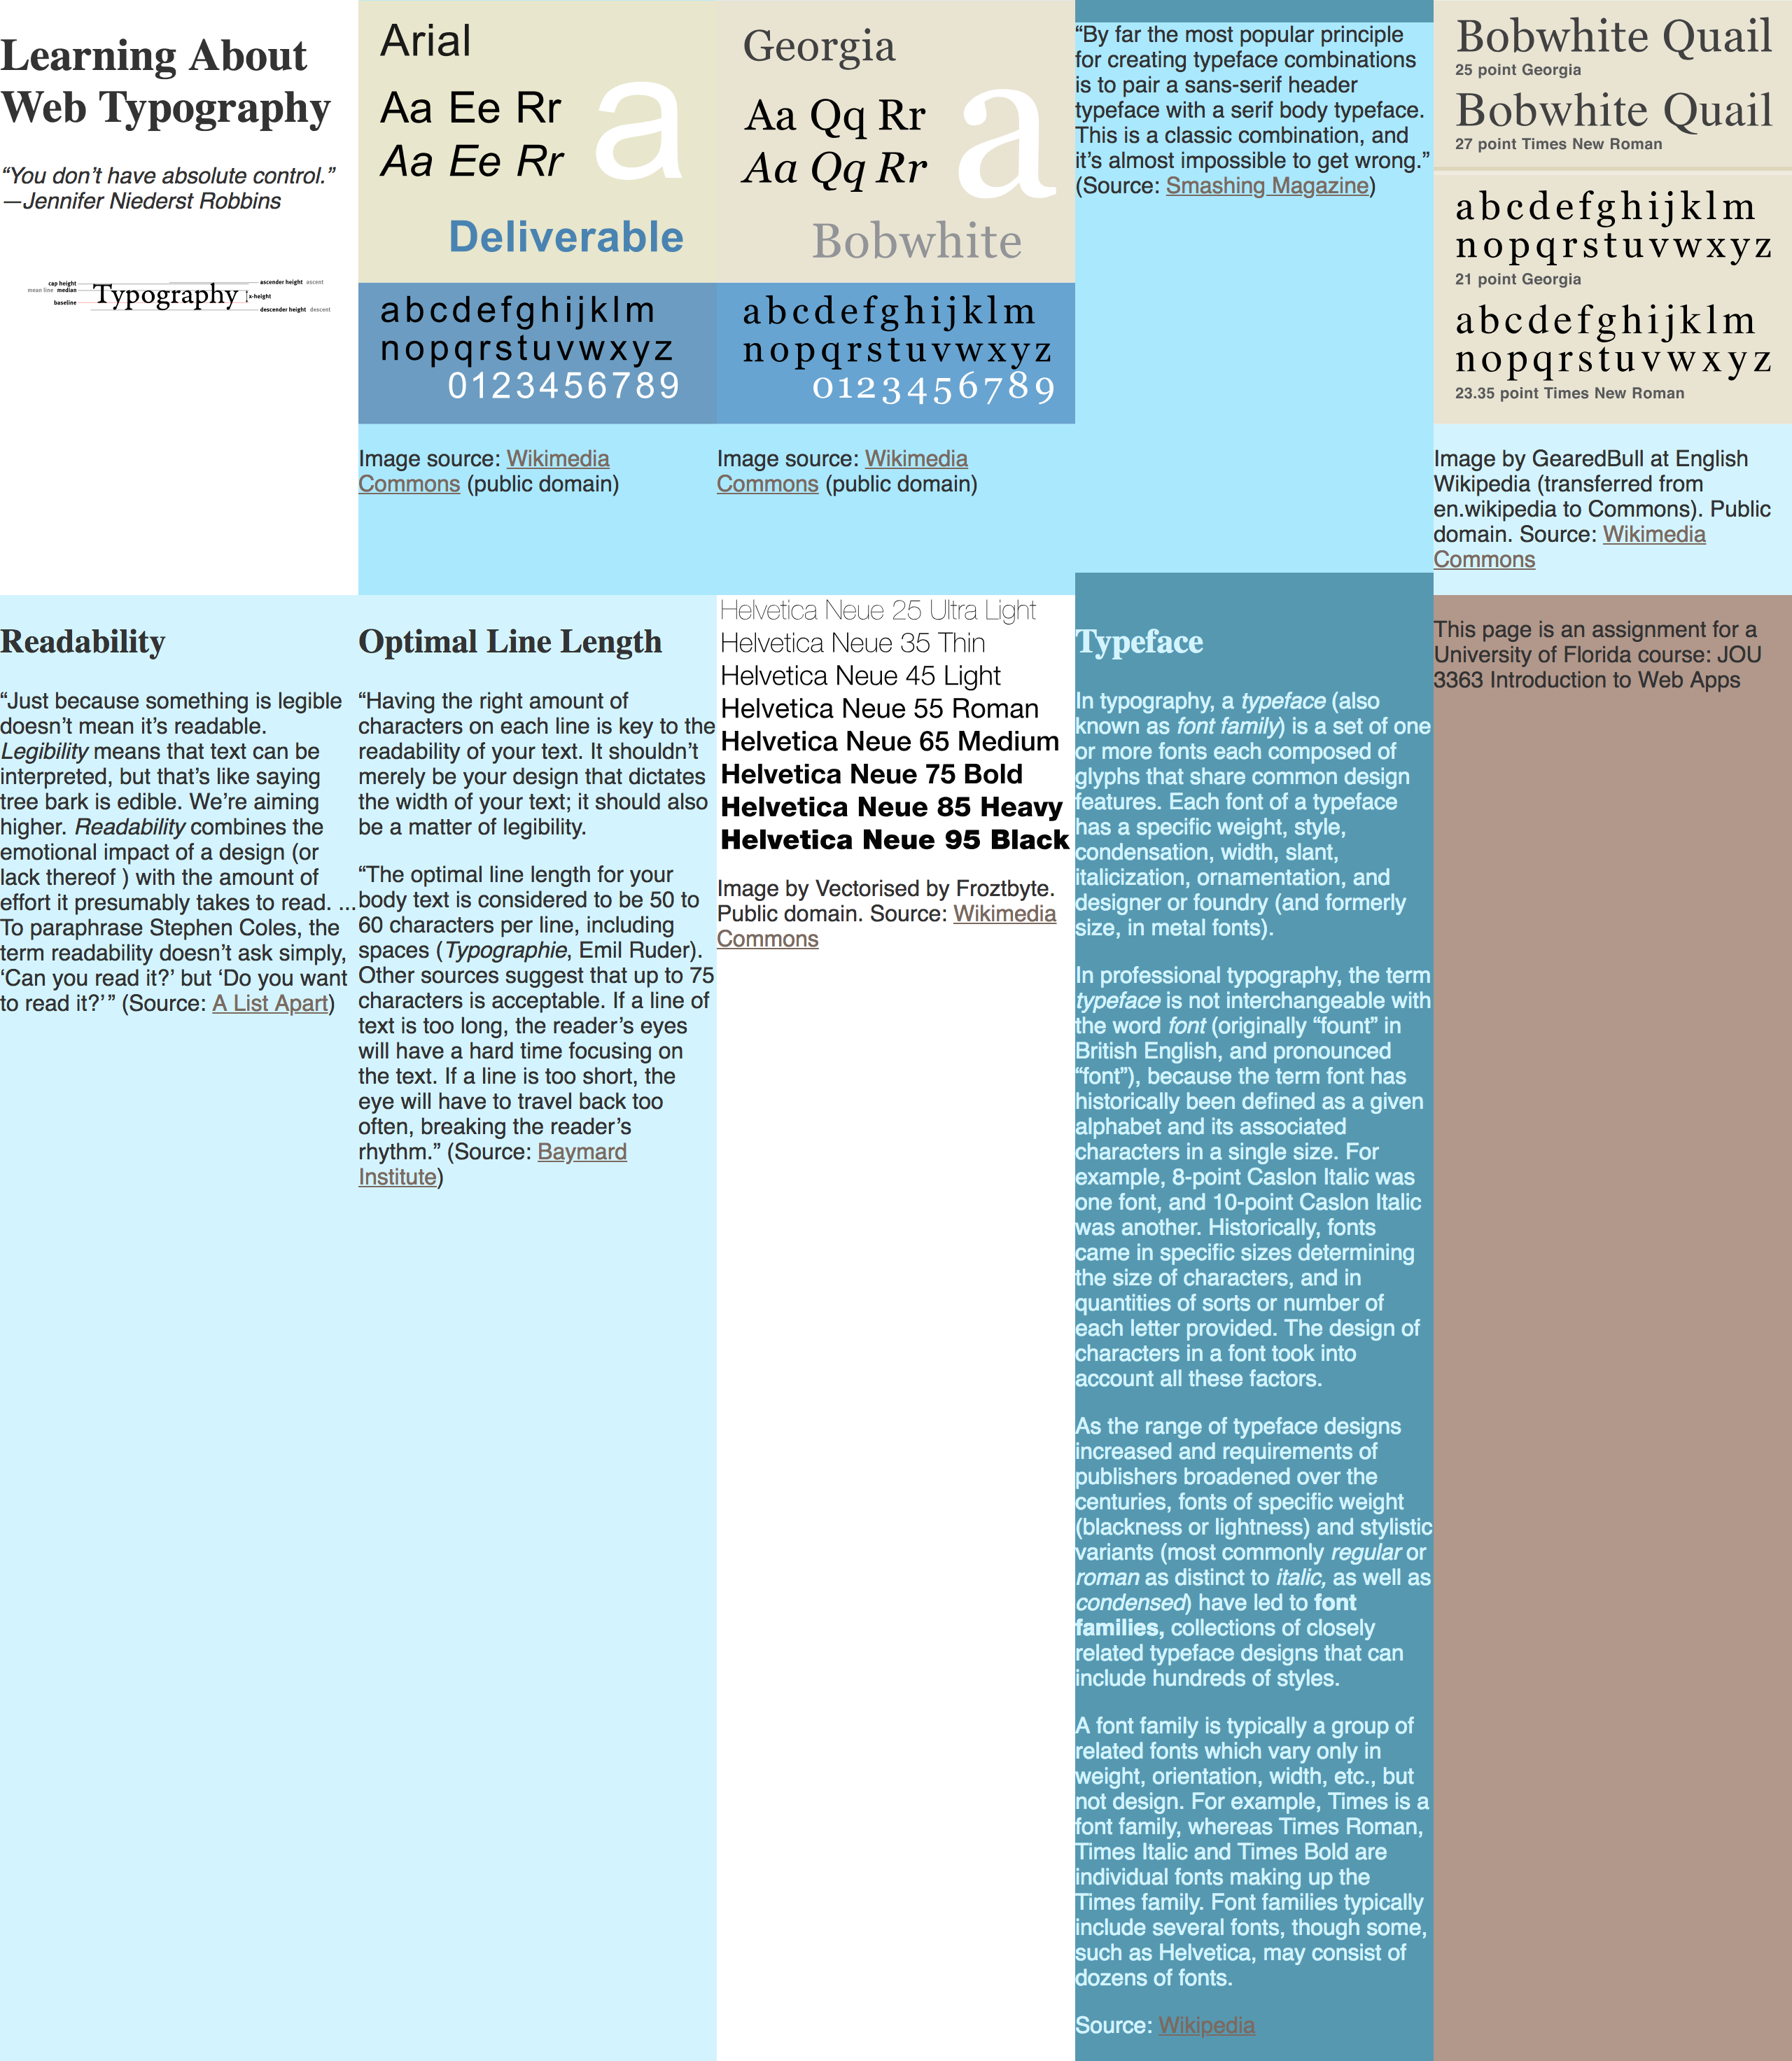 Learning About
Web Typography
“You don’t have absolute control.”
—Jennifer Niederst Robbins
cap height
mean line median
baseline
Typography
ascender height ascent
x-height
descender height descent
Arial
Aa Ee Rr
Aa Ee Rr
a
Deliverable
abcdefghijklm
nopqrstuvwxyz
0123456789
Image source: Wikimedia
Commons (public domain)
Georgia
Aa Qq Rr
Aa Qq Rr
a
Bobwhite
abcdefghijklm
nopqrstuvwxyz
0123456789
Image source: Wikimedia
Commons (public domain)
“By far the most popular principle
for creating typeface combinations
is to pair a sans-serif header
typeface with a serif body typeface.
This is a classic combination, and
it’s almost impossible to get wrong.”
(Source: Smashing Magazine)
Bobwhite Quail
25 point Georgia
Bobwhite Quail
27 point Times New Roman
abcdefghijklm
nopqrstuvwxyz
21 point Georgia
abcdefghijklm
nopqrstuvwxyz
23.35 point Times New Roman
Image by GearedBull at English
Wikipedia (transferred from
en.wikipedia to Commons). Public
domain. Source: Wikimedia
Commons
Readability
“Just because something is legible
doesn’t mean it’s readable.
Legibility means that text can be
interpreted, but that’s like saying
tree bark is edible. We’re aiming
higher. Readability combines the
emotional impact of a design (or
lack thereof ) with the amount of
effort it presumably takes to read. ...
To paraphrase Stephen Coles, the
term readability doesn’t ask simply,
‘Can you read it?’ but ‘Do you want
to read it?’” (Source: A List Apart)
Optimal Line Length
“Having the right amount of
characters on each line is key to the
readability of your text. It shouldn’t
merely be your design that dictates
the width of your text; it should also
be a matter of legibility.
“The optimal line length for your
body text is considered to be 50 to
60 characters per line, including
spaces (Typographie, Emil Ruder).
Other sources suggest that up to 75
characters is acceptable. If a line of
text is too long, the reader’s eyes
will have a hard time focusing on
the text. If a line is too short, the
eye will have to travel back too
often, breaking the reader’s
rhythm.” (Source: Baymard
Institute)
Helvetica Neue 25 Ultra Light
Helvetica Neue 35 Thin
Helvetica Neue 45 Light
Helvetica Neue 55 Roman
Helvetica Neue 65 Medium
Helvetica Neue 75 Bold
Helvetica Neue 85 Heavy
Helvetica Neue 95 Black
Image by Vectorised by Froztbyte.
Public domain. Source: Wikimedia
Commons
Typeface
In typography, a typeface (also
known as font family) is a set of one
or more fonts each composed of
glyphs that share common design
features. Each font of a typeface
has a specific weight, style,
condensation, width, slant,
italicization, ornamentation, and
designer or foundry (and formerly
size, in metal fonts).
In professional typography, the term
typeface is not interchangeable with
the word font (originally “fount” in
British English, and pronounced
“font”), because the term font has
historically been defined as a given
alphabet and its associated
characters in a single size. For
example, 8-point Caslon Italic was
one font, and 10-point Caslon Italic
was another. Historically, fonts
came in specific sizes determining
the size of characters, and in
quantities of sorts or number of
each letter provided. The design of
characters in a font took into
account all these factors.
As the range of typeface designs
increased and requirements of
publishers broadened over the
centuries, fonts of specific weight
(blackness or lightness) and stylistic
variants (most commonly regular or
roman as distinct to italic, as well as
condensed) have led to font
families, collections of closely
related typeface designs that can
include hundreds of styles.
A font family is typically a group of
related fonts which vary only in
weight, orientation, width, etc., but
not design. For example, Times is a
font family, whereas Times Roman,
Times Italic and Times Bold are
individual fonts making up the
Times family. Font families typically
include several fonts, though some,
such as Helvetica, may consist of
dozens of fonts.
Source: Wikipedia
This page is an assignment for a
University of Florida course: JOU
3363 Introduction to Web Apps